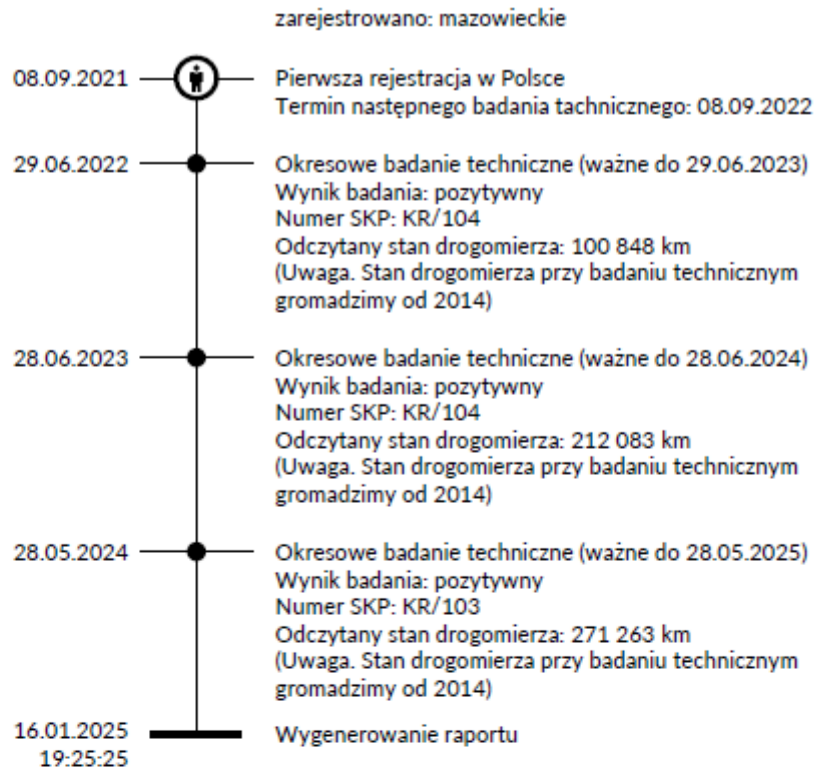 zarejestrowano: mazowieckie
08.09.2021
Pierwsza rejestracja w Polsce
Termin następnego badania tachnicznego: 08.09.2022
29.06.2022
Okresowe badanie techniczne (ważne do 29.06.2023)
Wynik badania: pozytywny
Numer SKP: KR/104
Odczytany stan drogomierza: 100 848 km
(Uwaga. Stan drogomierza przy badaniu technicznym
gromadzimy od 2014)
28.06.2023
Okresowe badanie techniczne (ważne do 28.06.2024)
Wynik badania: pozytywny
Numer SKP: KR/104
Odczytany stan drogomierza: 212 083 km
(Uwaga. Stan drogomierza przy badaniu technicznym
gromadzimy od 2014)
28.05.2024
Okresowe badanie techniczne (ważne do 28.05.2025)
Wynik badania: pozytywny
Numer SKP: KR/103
Odczytany stan drogomierza: 271 263 km
(Uwaga. Stan drogomierza przy badaniu technicznym
gromadzimy od 2014)
16.01.2025
19:25:25
Wygenerowanie raportu